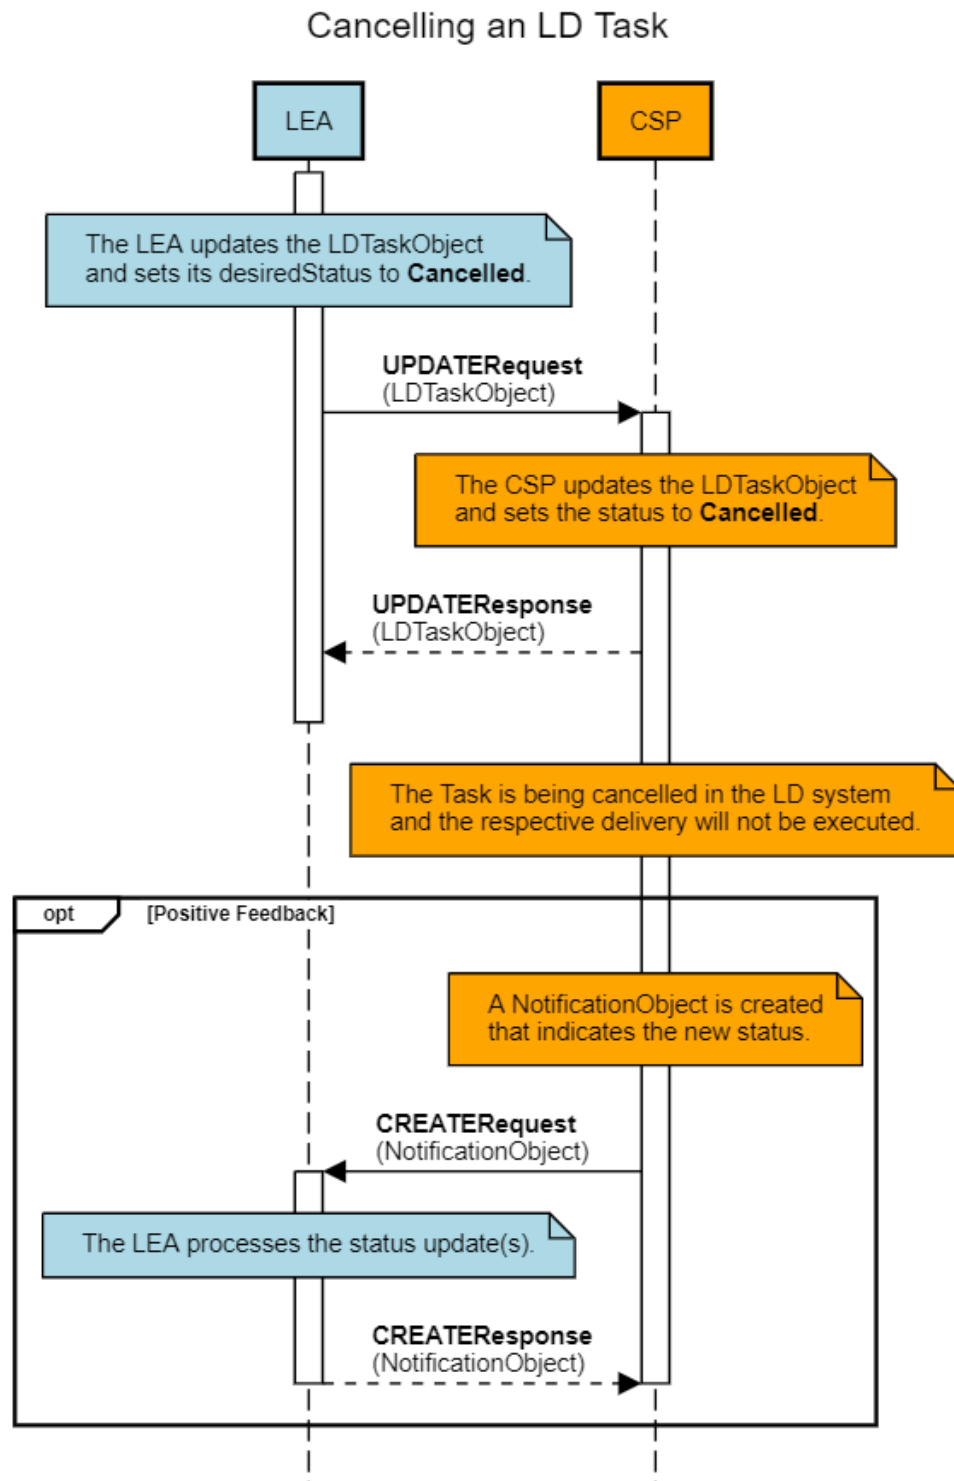 Cancelling an LD Task
LEA
CSP
The LEA updates the LDTaskObject
and sets its desiredStatus to Cancelled.
UPDATERequest
(LDTaskObject)
The CSP updates the LDTaskObject
and sets the status to Cancelled.
UPDATEResponse
(LDTaskObject)
The Task is being cancelled in the LD system
and the respective delivery will not be executed.
opt
[Positive Feedback]
A NotificationObject is created
that indicates the new status.
CREATERequest
(NotificationObject)
The LEA processes the status update(s).
CREATEResponse
(NotificationObject)